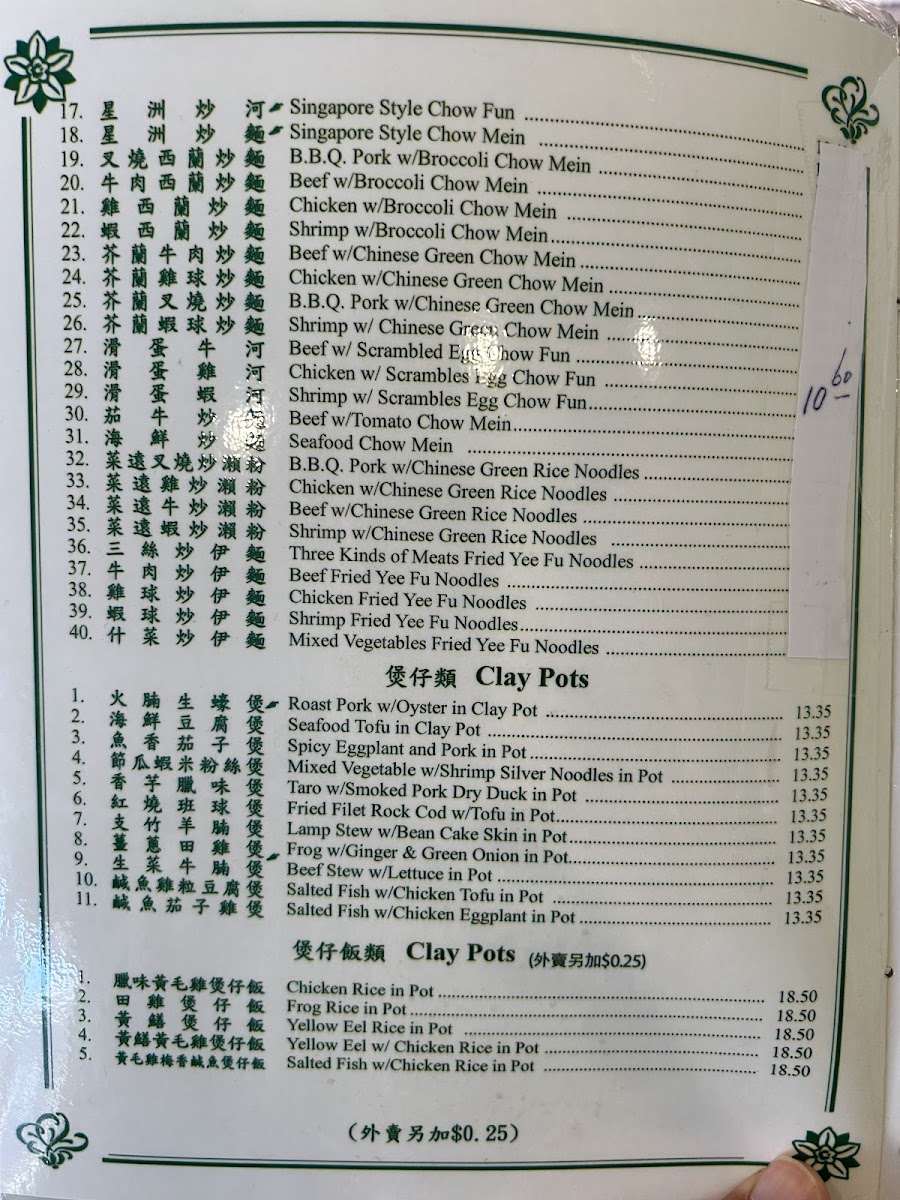 17. 星洲炒河 Singapore Style Chow Fun
18. 星洲炒麵 Singapore Style Chow Mein
19. 叉燒西蘭炒麵 B.B.Q. Pork w/Broccoli Chow Mein
20. 牛肉西蘭炒麵 Beef w/Broccoli Chow Mein
21. 雞西蘭炒麵 Chicken w/Broccoli Chow Mein
22. 蝦西蘭炒麵 Shrimp w/Broccoli Chow Mein
23. 芥蘭牛肉炒麵 Beef w/Chinese Green Chow Mein
24. 芥蘭雞球炒麵 Chicken w/Chinese Green Chow Mein
25. 芥蘭叉燒炒麵 B.B.Q. Pork w/Chinese Green Chow Mein
26. 芥蘭蝦球炒麵 Shrimp w/ Chinese Green Chow Mein
27. 滑蛋牛河 Beef w/ Scrambled Egg Chow Fun
28. 滑蛋雞河 Chicken w/ Scrambles Egg Chow Fun
29. 滑蛋蝦河 Shrimp w/ Scrambles Egg Chow Fun
30. 茄牛炒麵 Beef w/Tomato Chow Mein
31. 海鮮炒麵 Seafood Chow Mein
32. 菜遠叉燒炒瀨粉 B.B.Q. Pork w/Chinese Green Rice Noodles
33. 菜遠雞炒瀨粉 Chicken w/Chinese Green Rice Noodles
34. 菜遠牛炒瀨粉 Beef w/Chinese Green Rice Noodles
35. 菜遠蝦炒瀨粉 Shrimp w/Chinese Green Rice Noodles
36. 三絲炒伊麵 Three Kinds of Meats Fried Yee Fu Noodles
37. 牛肉炒伊麵 Beef Fried Yee Fu Noodles
38. 雞球炒伊麵 Chicken Fried Yee Fu Noodles
39. 蝦球炒伊麵 Shrimp Fried Yee Fu Noodles
40. 什菜炒伊麵 Mixed Vegetables Fried Yee Fu Noodles
10.60
煲仔類 Clay Pots
1. 火腩生蠔煲 Roast Pork w/Oyster in Clay Pot 13.35
2. 海鮮豆腐煲 Seafood Tofu in Clay Pot 13.35
3. 魚香茄子煲 Spicy Eggplant and Pork in Pot 13.35
4. 節瓜蝦米粉絲煲 Mixed Vegetable w/Shrimp Silver Noodles in Pot 13.35
5. 香芋臘味煲 Taro w/Smoked Pork Dry Duck in Pot 13.35
6. 紅燒班球煲 Fried Filet Rock Cod w/Tofu in Pot 13.35
7. 支竹羊腩煲 Lamp Stew w/Bean Cake Skin in Pot 13.35
8. 薑蔥田雞煲 Frog w/Ginger & Green Onion in Pot 13.35
9. 生菜牛腩煲 Beef Stew w/Lettuce in Pot 13.35
10. 鹹魚雞粒豆腐煲 Salted Fish w/Chicken Tofu in Pot 13.35
11. 鹹魚茄子雞煲 Salted Fish w/Chicken Eggplant in Pot 13.35
煲仔飯類 Clay Pots (外賣另加$0.25)
1. 臘味黃毛雞煲仔飯 Chicken Rice in Pot 18.50
2. 田雞煲仔飯 Frog Rice in Pot 18.50
3. 黃鱔煲仔飯 Yellow Eel Rice in Pot 18.50
4. 黃鱔黃毛雞煲仔飯 Yellow Eel w/ Chicken Rice in Pot 18.50
5. 黃毛雞梅香鹹魚煲仔飯 Salted Fish w/Chicken Rice in Pot 18.50
(外賣另加$0.25)